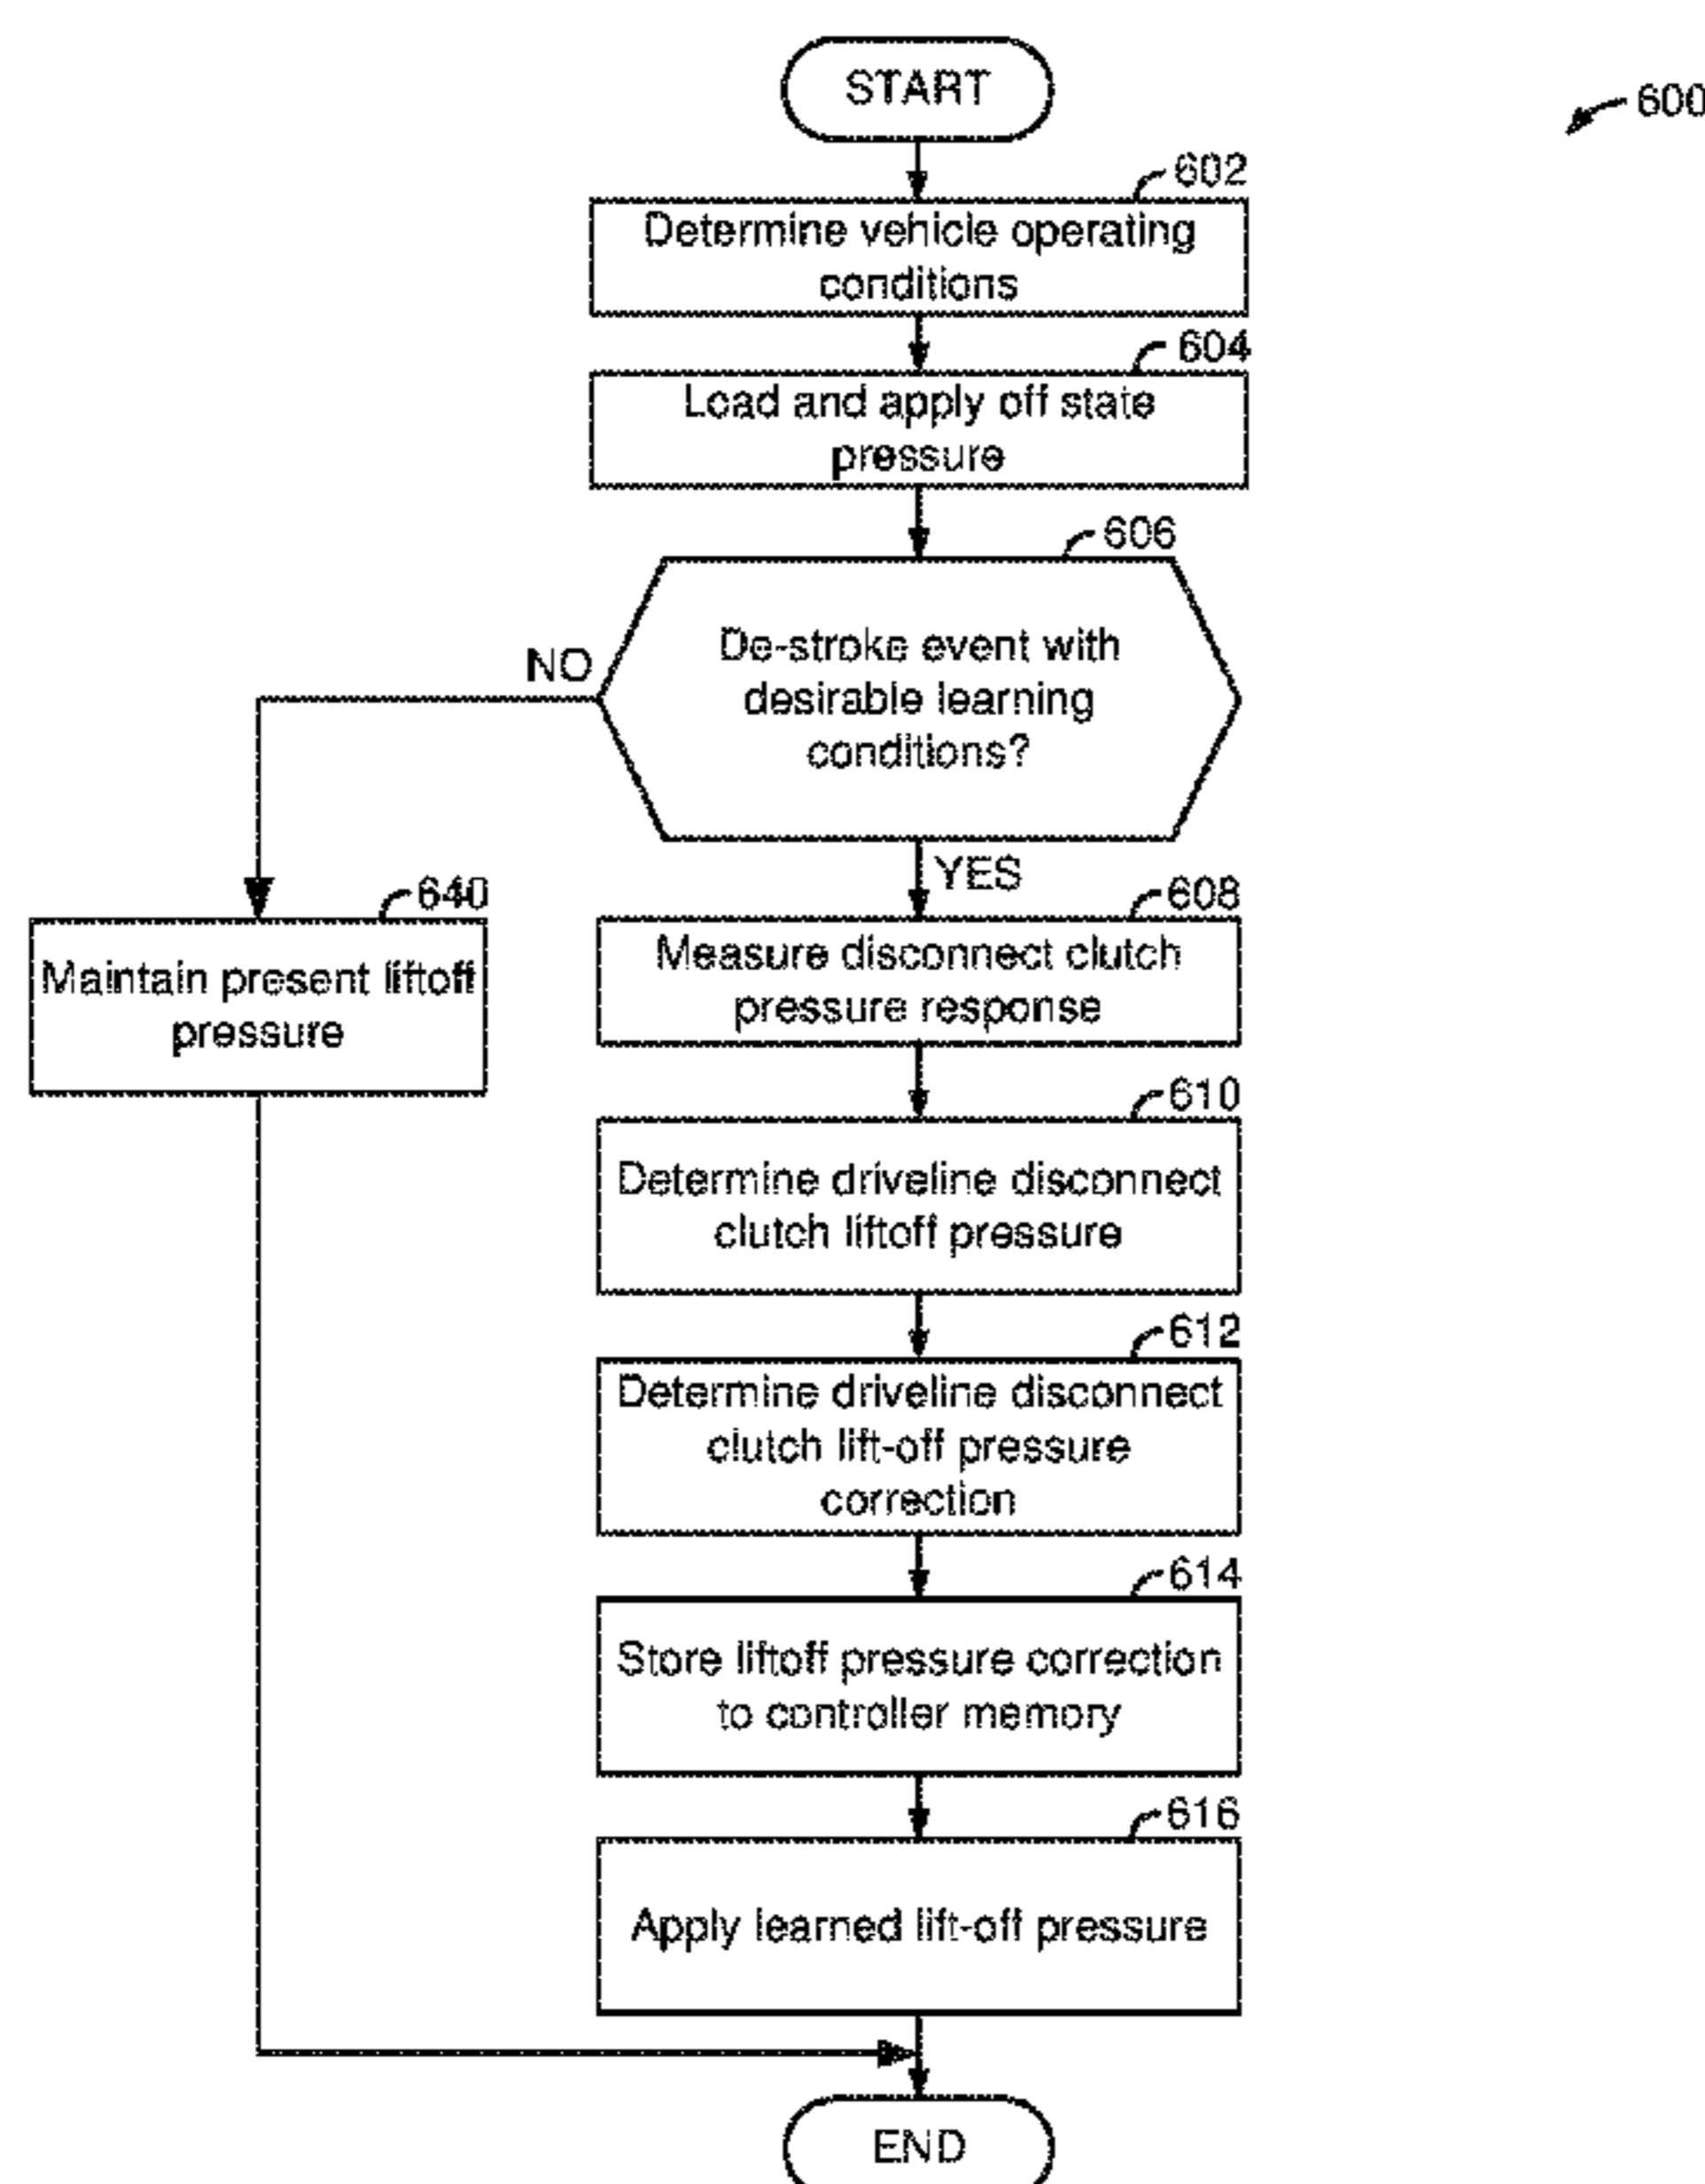 START
600
602
Determine vehicle operating
conditions
604
Load and apply off state
pressure
606
De-stroke event with
desirable learning
conditions?
NO
YES
640
Maintain present liftoff
pressure
608
Measure disconnect clutch
pressure response
610
Determine driveline disconnect
clutch liftoff pressure
612
Determine driveline disconnect
clutch lift-off pressure
correction
614
Store liftoff pressure correction
to controller memory
616
Apply learned lift-off pressure
END